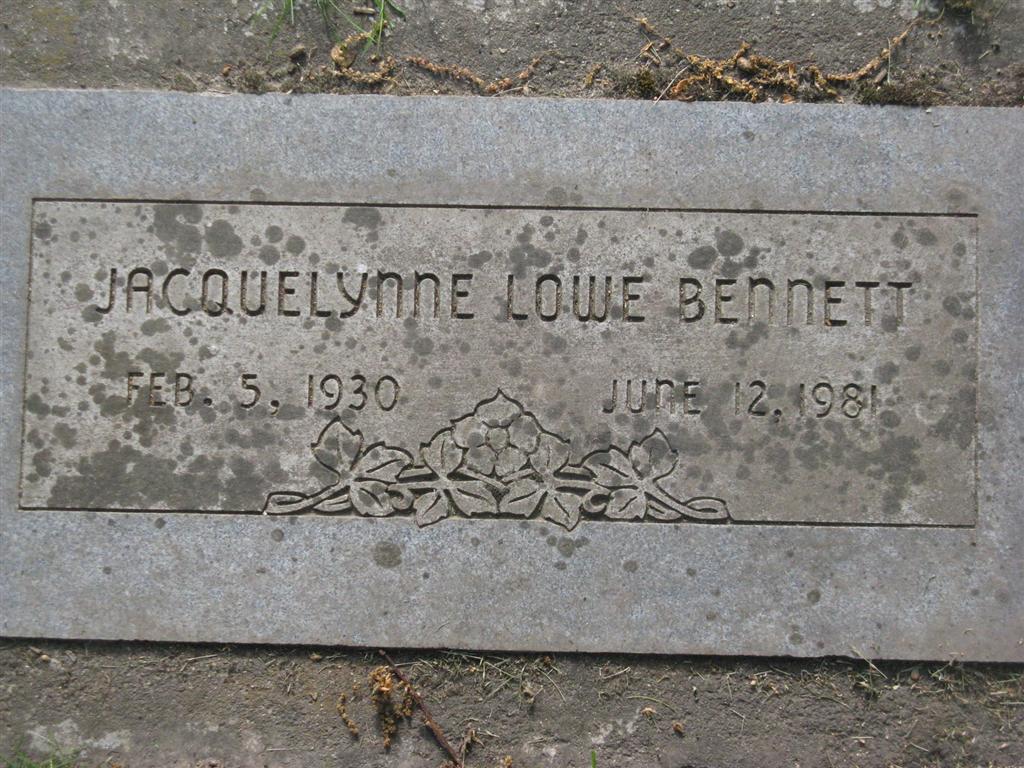 JACQUELYNNE LOWE BENNETT
FEB. 5, 1930 JUNE 12, 1981